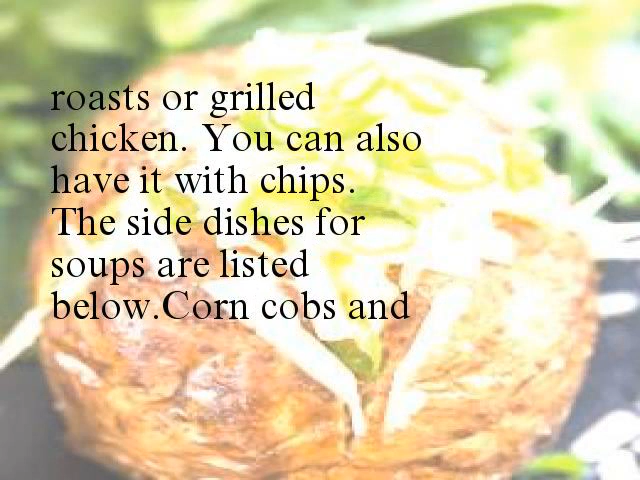 roasts or grilled
chicken. You can also
have it with chips.
The side dishes for
soups are listed
below.Corn cobs and